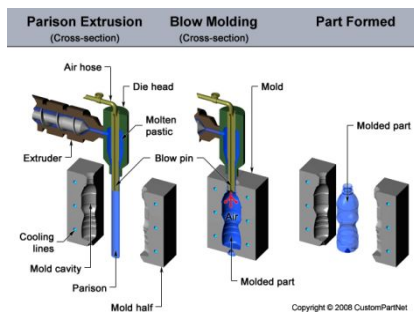 Parison Extrusion
(Cross-section)
Blow Molding
(Cross-section)
Part Formed
Air hose
Die head
Molten
pastic
Extruder
Blow pin
Cooling
lines
Mold cavity
Parison
Mold half
Mold
Air
Molded part
Molded part
Copyright © 2008 CustomPartNet